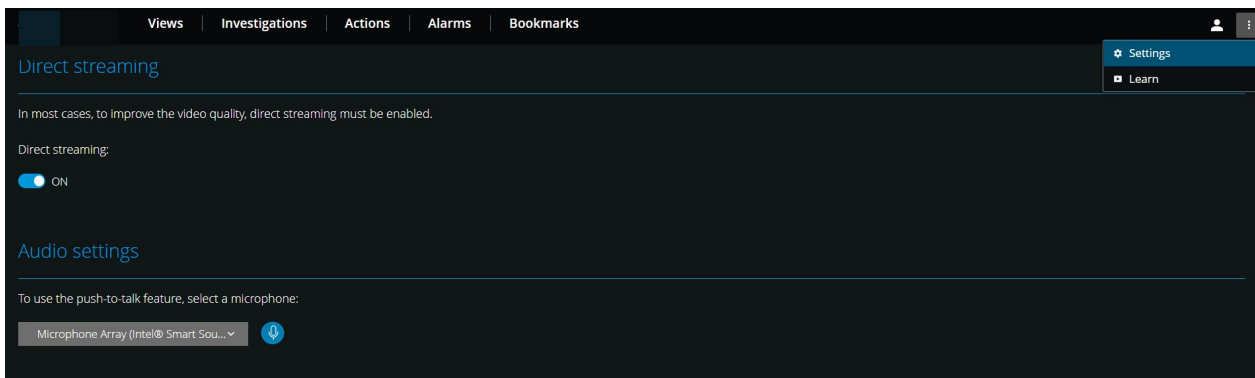 Views Investigations Actions Alarms Bookmarks
Settings
Learn
Direct streaming
In most cases, to improve the video quality, direct streaming must be enabled.
Direct streaming:
ON
Audio settings
To use the push-to-talk feature, select a microphone:
Microphone Array (Intel® Smart Sou...